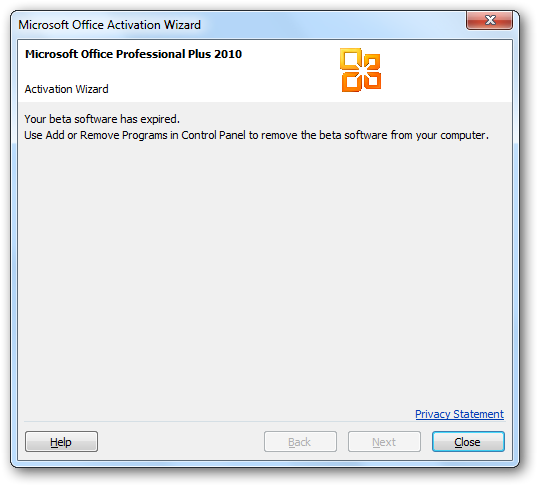 Microsoft Office Activation Wizard
Microsoft Office Professional Plus 2010
Activation Wizard
Your beta software has expired.
Use Add or Remove Programs in Control Panel to remove the beta software from your computer.
Privacy Statement
Help Back Next Close